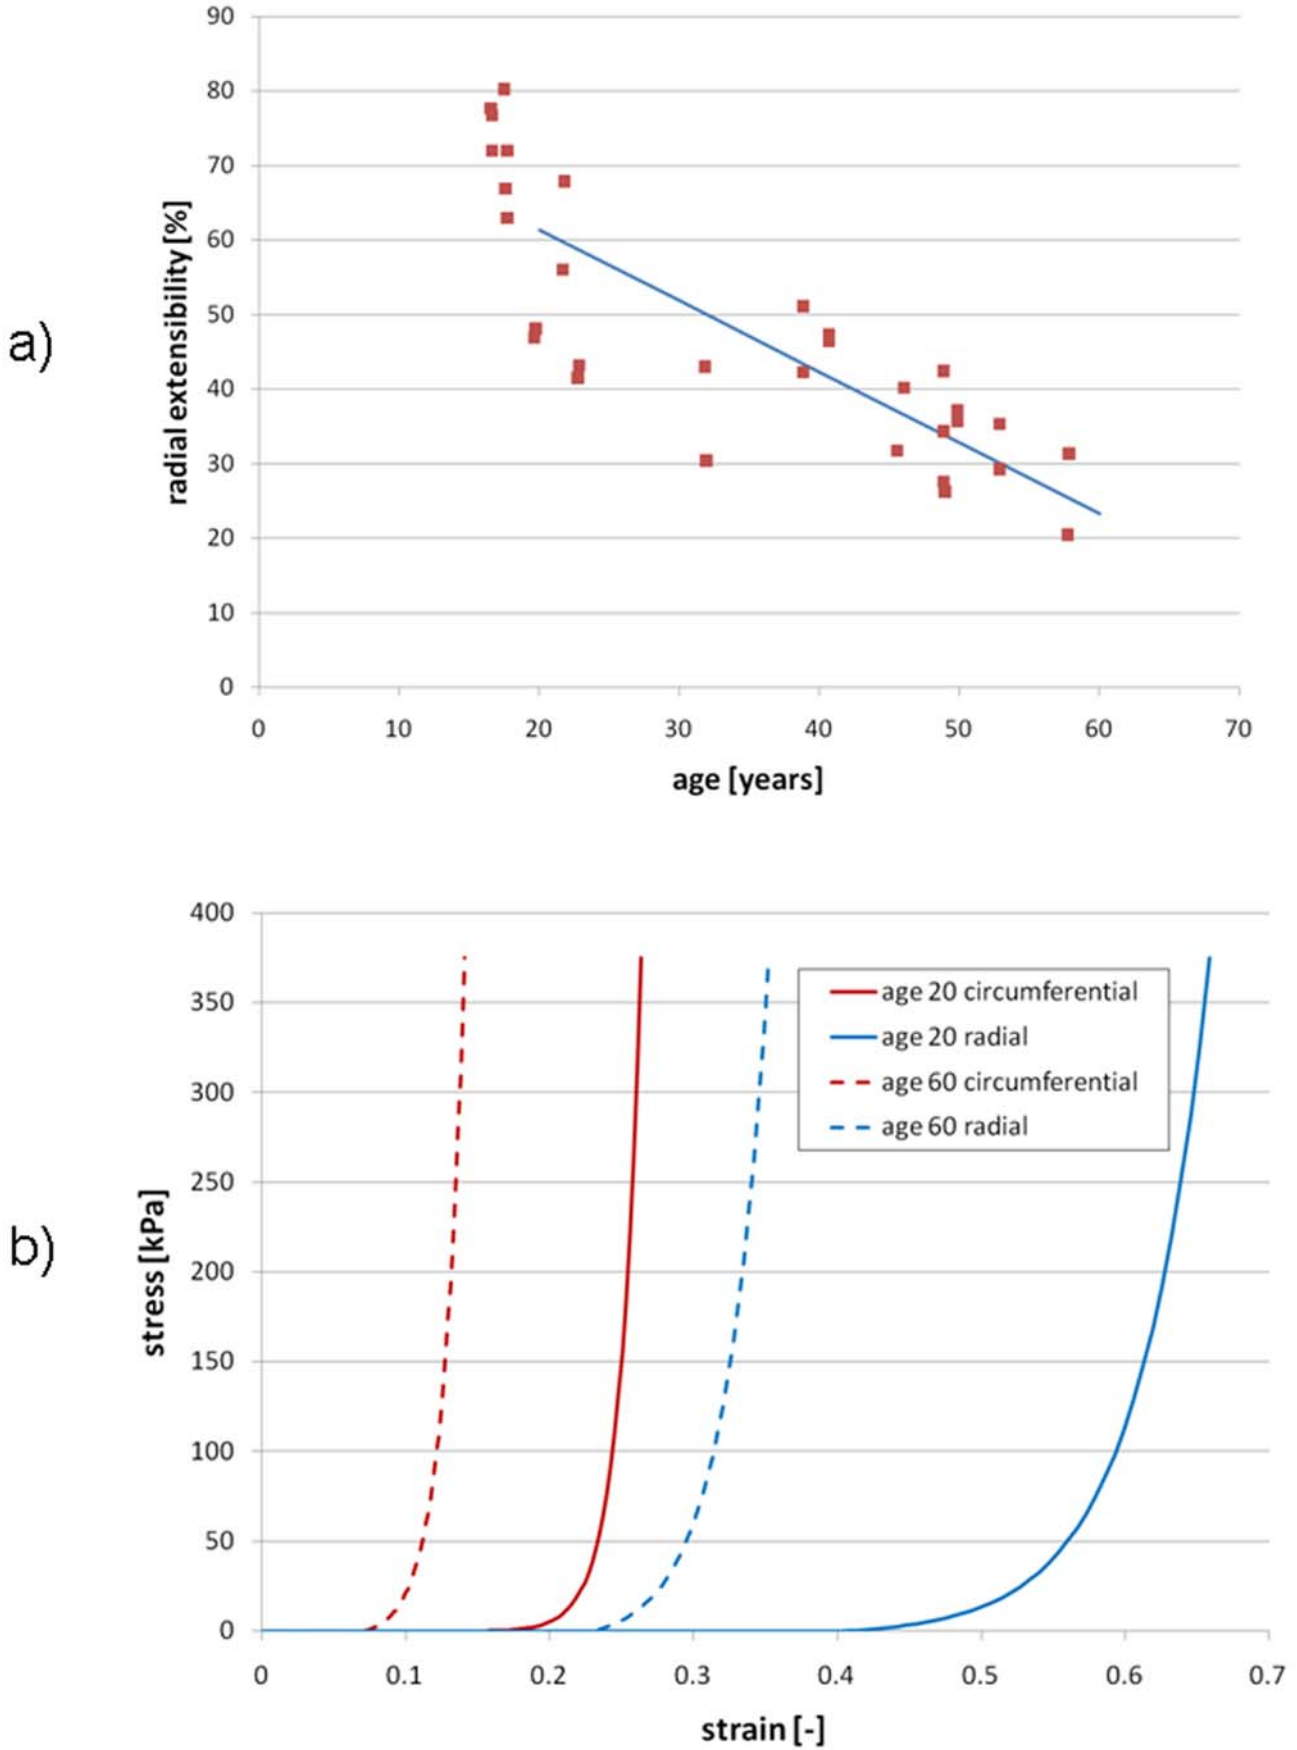 a)
radial extensibility [%]
90
80
70
60
50
40
30
20
10
0
0 10 20 30 40 50 60 70
age [years]
b)
stress [kPa]
400
350
300
250
200
150
100
50
0
age 20 circumferential
age 20 radial
age 60 circumferential
age 60 radial
0 0.1 0.2 0.3 0.4 0.5 0.6 0.7
strain [-]